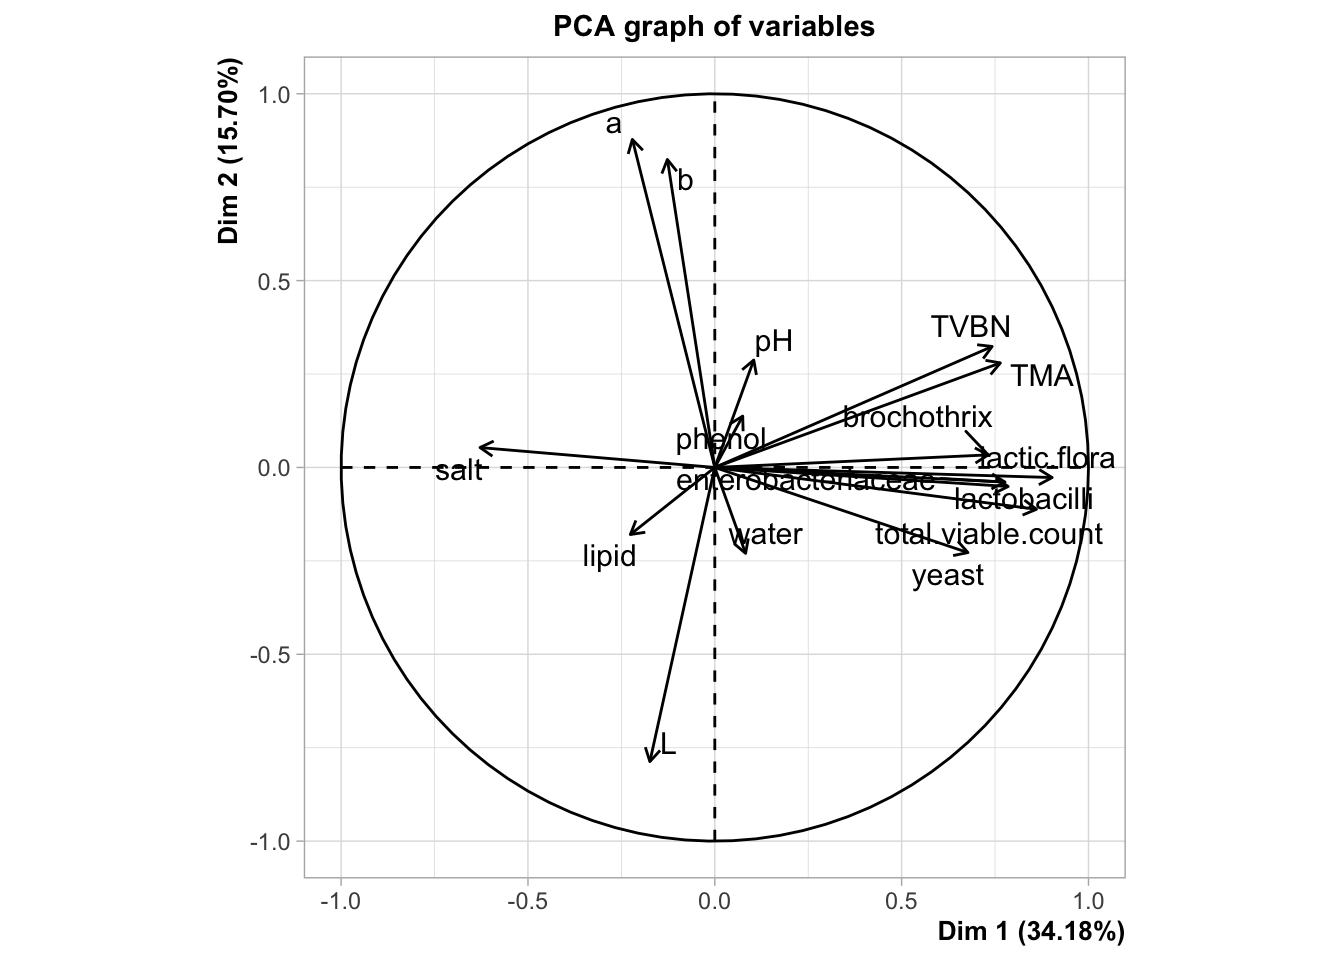 PCA graph of variables
Dim 2 (15.70%)
1.0
0.5
0.0
-0.5
-1.0
a
b
TVBN
pH
TMA
brochothrix
phenol
lactic.flora
salt
enterobacteriaceae
lactobacilli
water
total.viable.count
lipid
yeast
L
-1.0
-0.5
0.0
0.5
1.0
Dim 1 (34.18%)